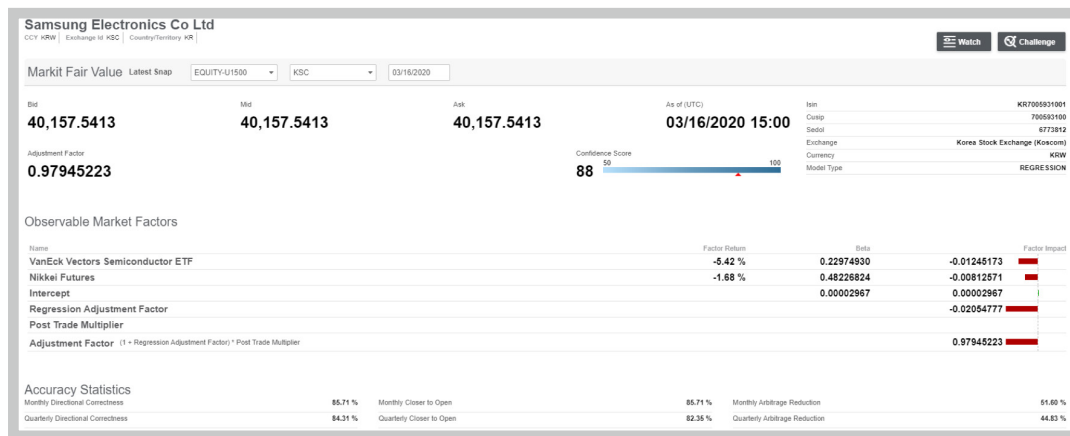 Samsung Electronics Co Ltd
CCY KRW Exchange Id KSC Country/Territory KR
Watch Challenge
Markit Fair Value Latest Snap EQUITY-U1500 KSC 03/16/2020
Bid Mid Ask As of (UTC)
40,157.5413 40,157.5413 40,157.5413 03/16/2020 15:00
Isin KR7005931001
Cusip 700593100
Sedol 6773812
Exchange Korea Stock Exchange (Koscom)
Currency KRW
Model Type REGRESSION
Adjustment Factor Confidence Score
0.97945223 88 50 100
Observable Market Factors
Name Factor Return Beta Factor Impact
VanEck Vectors Semiconductor ETF -5.42 % 0.22974930 -0.01245173
Nikkei Futures -1.68 % 0.48226824 -0.00812571
Intercept 0.00002967 0.00002967
Regression Adjustment Factor -0.02054777
Post Trade Multiplier
Adjustment Factor (1 + Regression Adjustment Factor) * Post Trade Multiplier 0.97945223
Accuracy Statistics
Monthly Directional Correctness 85.71 % Monthly Closer to Open 85.71 % Monthly Arbitrage Reduction 51.60 %
Quarterly Directional Correctness 84.31 % Quarterly Closer to Open 82.35 % Quarterly Arbitrage Reduction 44.83 %